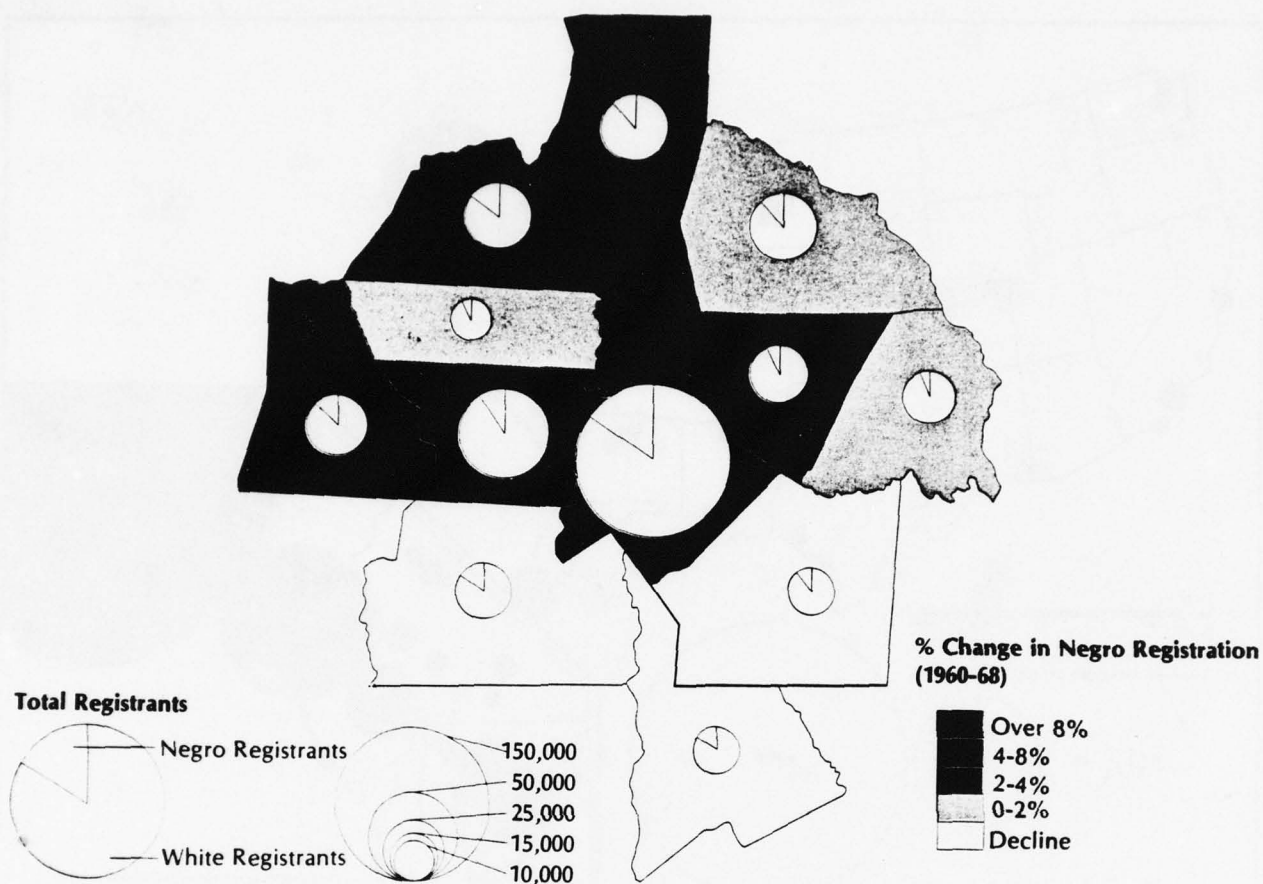 % Change in Negro Registration
(1960-68)
Over 8%
4-8%
2-4%
0-2%
Decline
Total Registrants
Negro Registrants
White Registrants
150,000
50,000
25,000
15,000
10,000